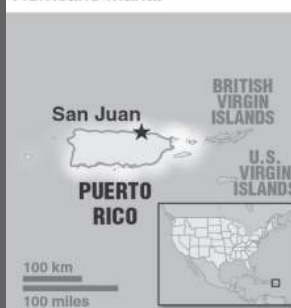 BRITISH
VIRGIN
ISLANDS
San Juan
U.S.
VIRGIN
ISLANDS
PUERTO
RICO
100 km
100 miles